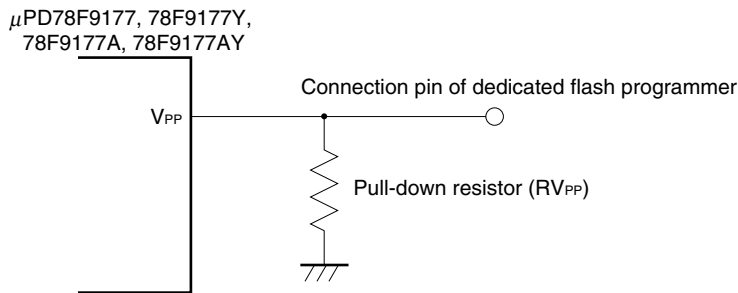 μPD78F9177, 78F9177Y,
78F9177A, 78F9177AY
Connection pin of dedicated flash programmer
VPP
Pull-down resistor (RVPP)